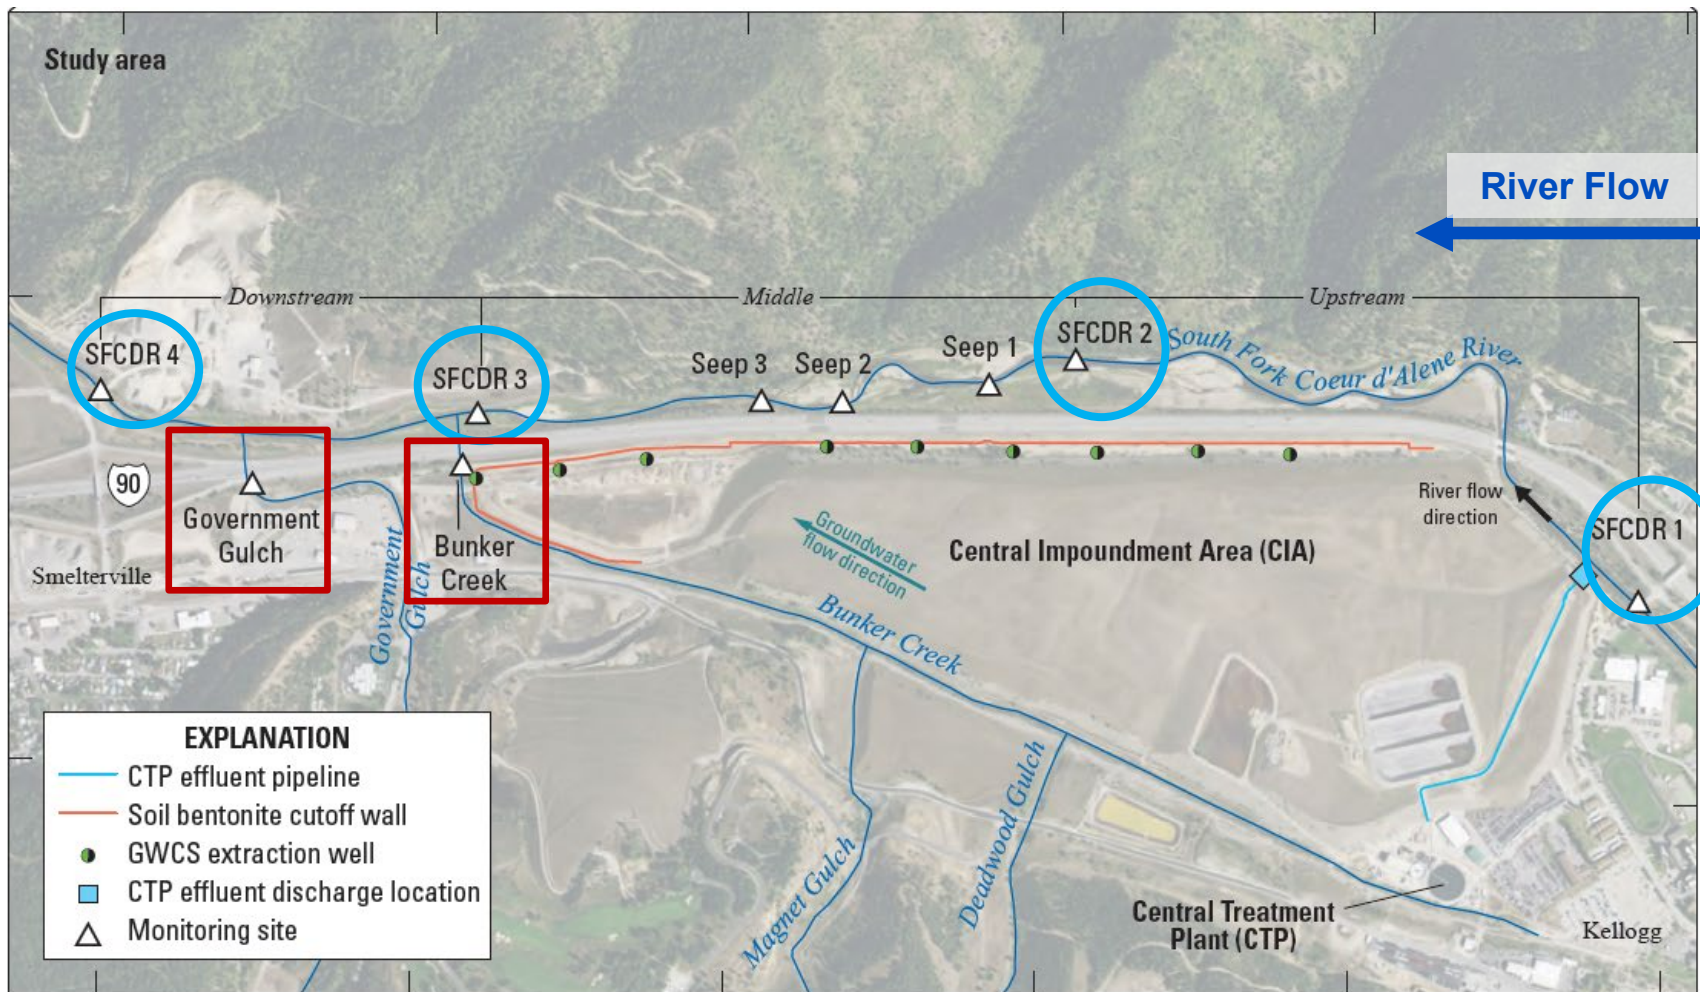 Study area
River Flow
Downstream
Middle
Upstream
SFCDR 4
SFCDR 3
Seep 3
Seep 2
Seep 1
SFCDR 2
South Fork Coeur d'Alene River
90
Government
Gulch
Smelterville
Bunker
Creek
Government
Gulch
Groundwater
flow direction
Central Impoundment Area (CIA)
River flow
direction
SFCDR 1
Bunker Creek
Magnet Gulch
Deadwood Gulch
Central Treatment
Plant (CTP)
Kellogg
EXPLANATION
CTP effluent pipeline
Soil bentonite cutoff wall
GWCS extraction well
CTP effluent discharge location
Monitoring site